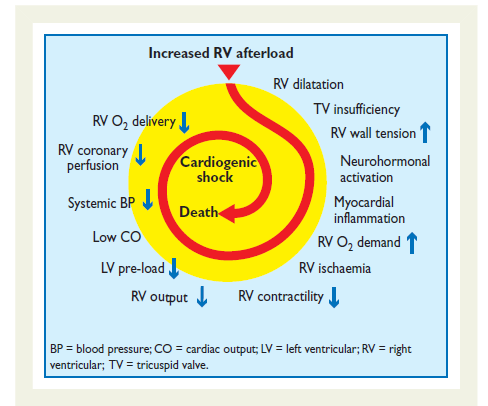 Increased RV afterload
RV dilatation
TV insufficiency
RV wall tension
Neurohormonal
activation
Myocardial
inflammation
RV O₂ demand
RV ischaemia
RV contractility
RV output
LV pre-load
Low CO
Systemic BP
RV coronary
perfusion
RV O₂ delivery
Cardiogenic
shock
Death
BP = blood pressure; CO = cardiac output; LV = left ventricular; RV = right
ventricular; TV = tricuspid valve.